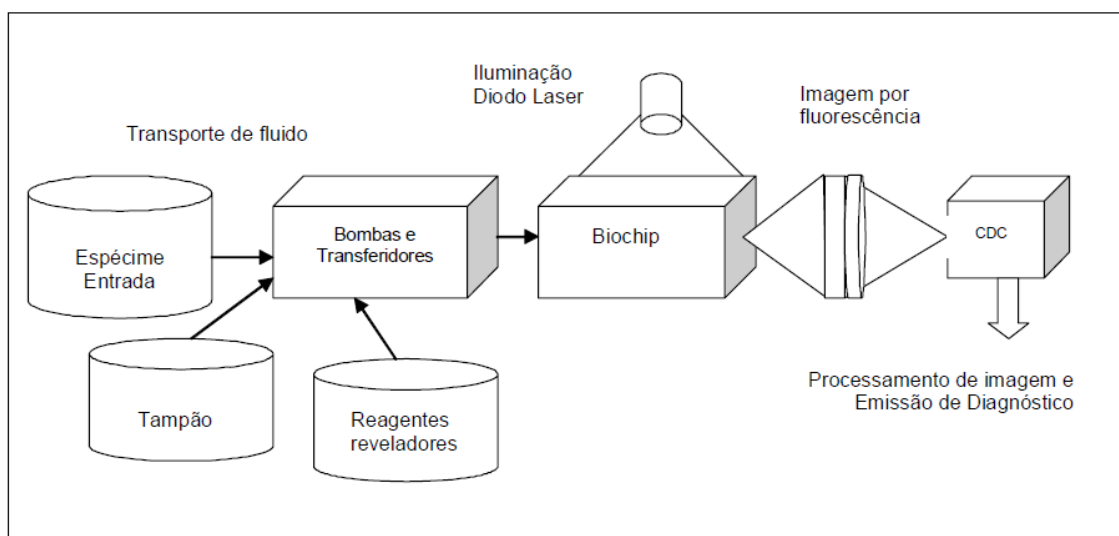 Iluminação
Diodo Laser
Imagem por
fluorescência
Transporte de fluido
Espécime
Entrada
Bombas e
Transferidores
Biochip
CDC
Tampão
Reagentes
reveladores
Processamento de imagem e
Emissão de Diagnóstico